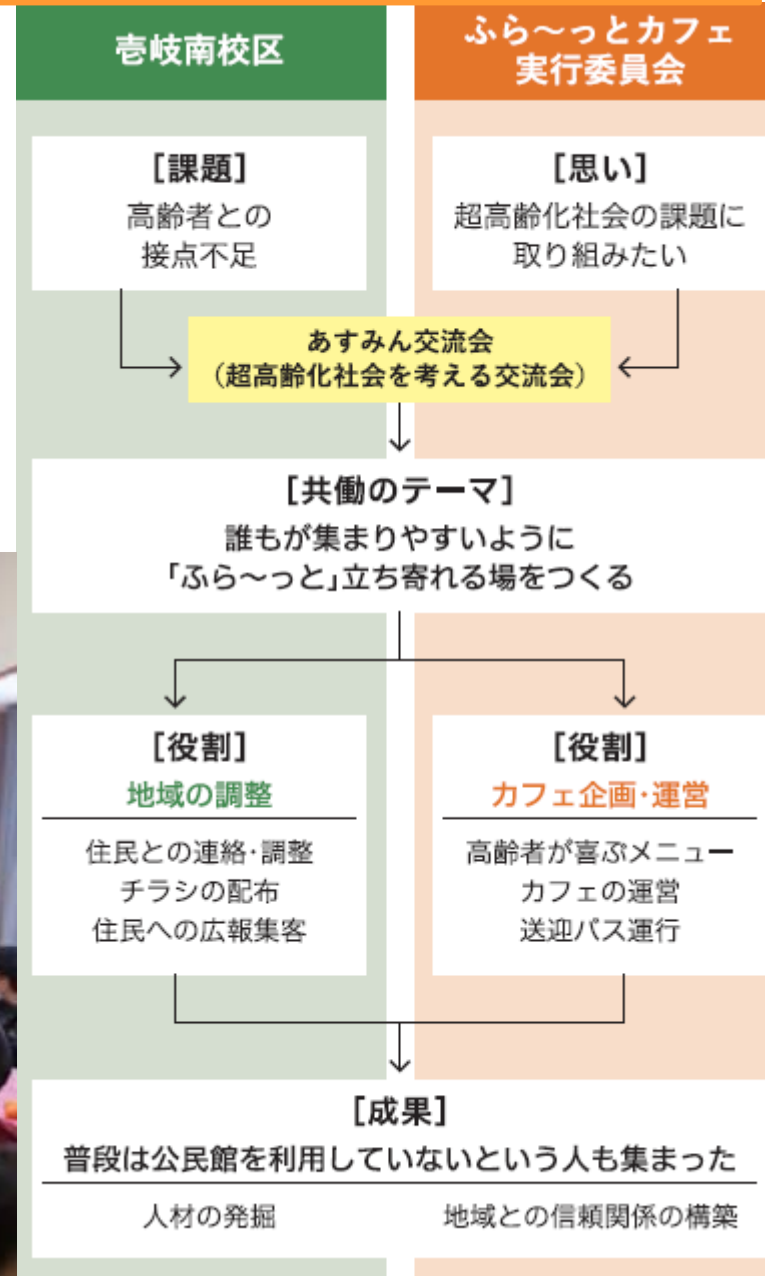 壱岐南校区
ふら〜っとカフェ
実行委員会
[課題]
高齢者との
接点不足
[思い]
超高齢化社会の課題に
取り組みたい
あすみん交流会
(超高齢化社会を考える交流会)
[共働のテーマ]
誰もが集まりやすいように
「ふら〜っと」立ち寄れる場をつくる
[役割]
地域の調整
住民との連絡・調整
チラシの配布
住民への広報集客
[役割]
カフェ企画・運営
高齢者が喜ぶメニュー
カフェの運営
送迎バス運行
[成果]
普段は公民館を利用していないという人も集まった
人材の発掘
地域との信頼関係の構築